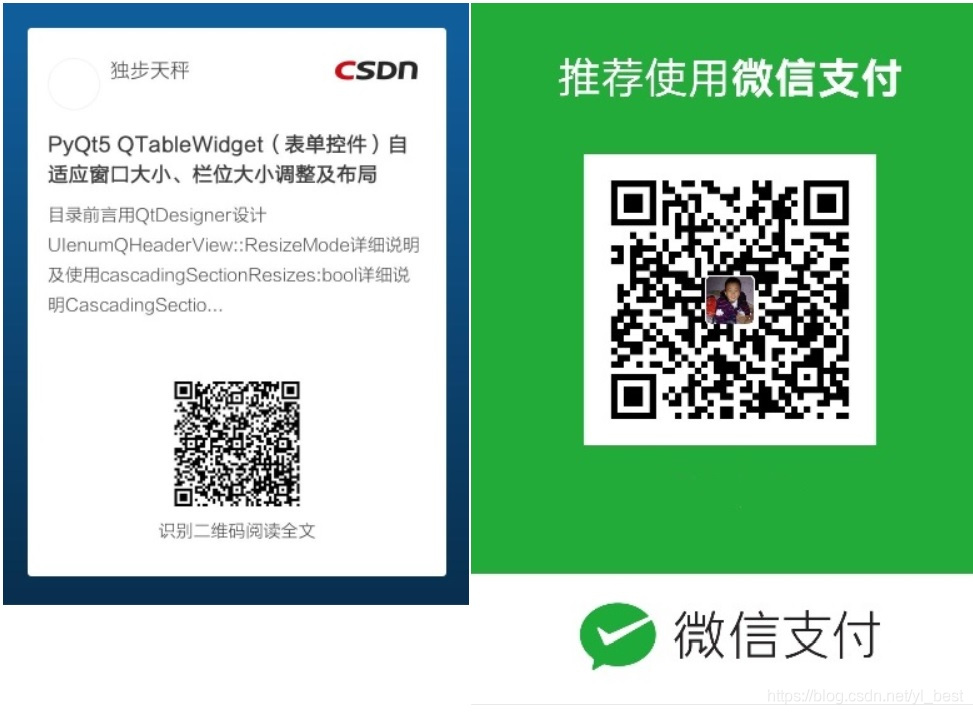 独步天秤
CSDN
PyQt5 QTableWidget（表单控件）自
适应窗口大小、栏位大小调整及布局
目录前言用QtDesigner设计
UIenumQHeaderView::ResizeMode详细说明
及使用cascadingSectionResizes:bool详细说
明CascadingSectio...
识别二维码阅读全文
推荐使用微信支付
微信支付
https://blog.csdn.net/yl_best